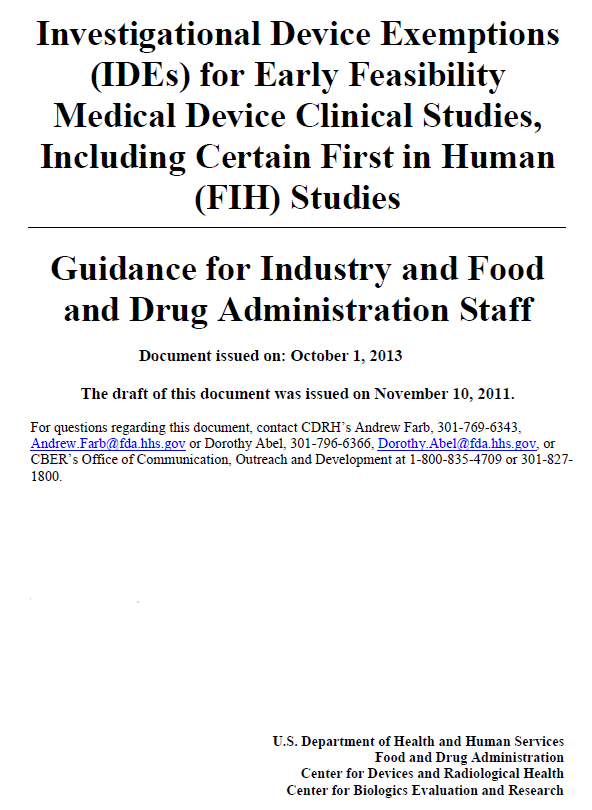 Investigational Device Exemptions
(IDEs) for Early Feasibility
Medical Device Clinical Studies,
Including Certain First in Human
(FIH) Studies
Guidance for Industry and Food
and Drug Administration Staff
Document issued on: October 1, 2013
The draft of this document was issued on November 10, 2011.
For questions regarding this document, contact CDRH’s Andrew Farb, 301-769-6343,
Andrew.Farb@fda.hhs.gov or Dorothy Abel, 301-796-6366, Dorothy.Abel@fda.hhs.gov, or
CBER’s Office of Communication, Outreach and Development at 1-800-835-4709 or 301-827-
1800.
U.S. Department of Health and Human Services
Food and Drug Administration
Center for Devices and Radiological Health
Center for Biologics Evaluation and Research